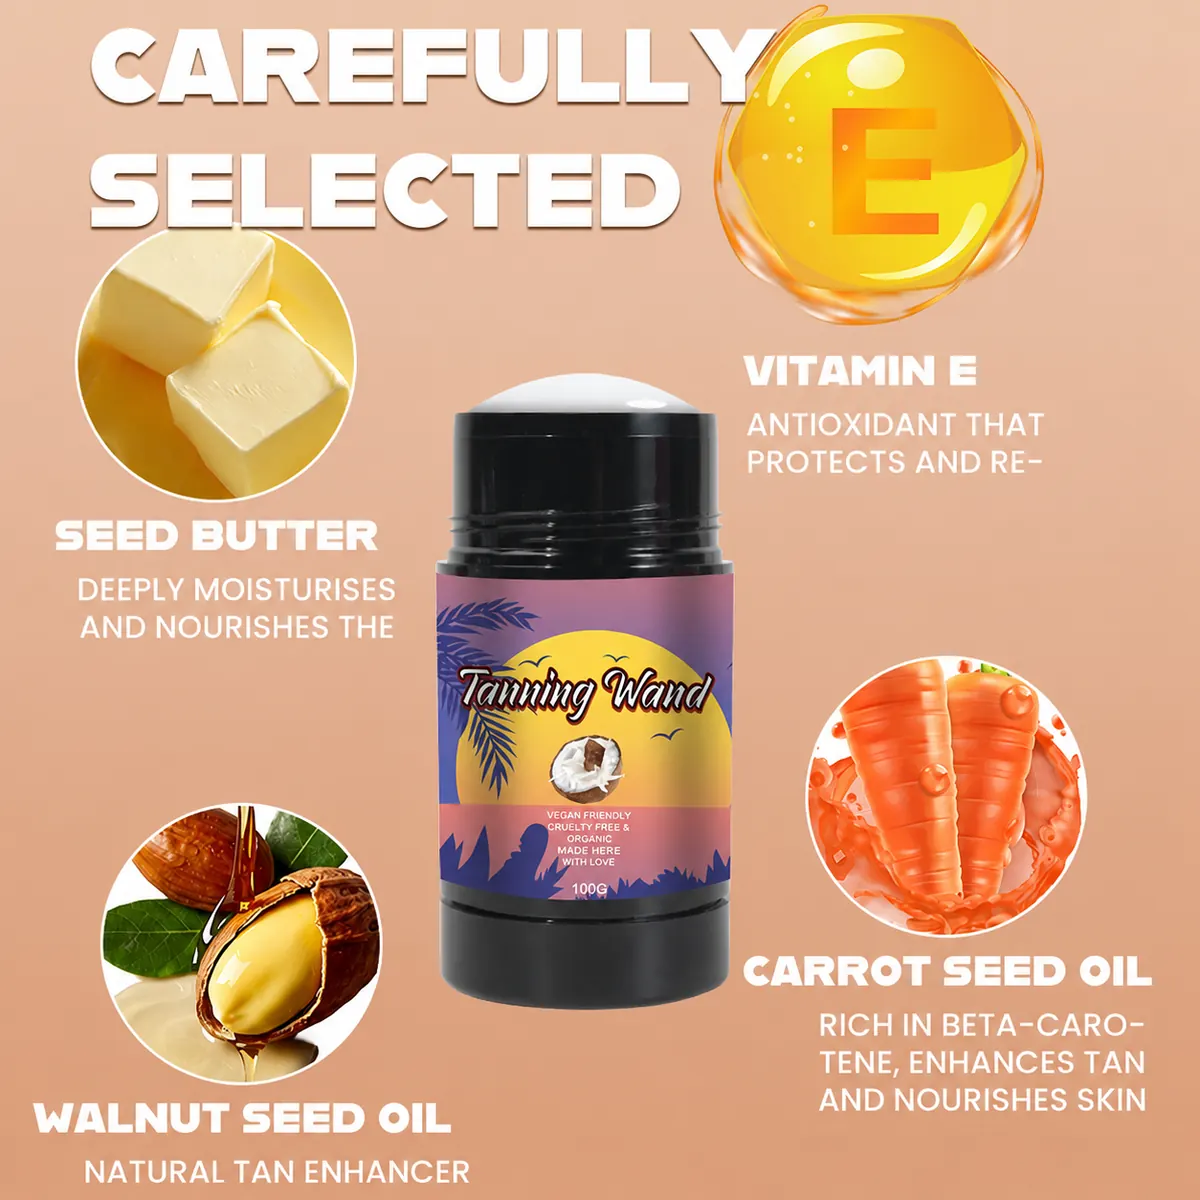 CAREFULLY
SELECTED
E
VITAMIN E
ANTIOXIDANT THAT
PROTECTS AND RE-
SEED BUTTER
DEEPLY MOISTURISES
AND NOURISHES THE
Tanning Wand
VEGAN FRIENDLY
CRUELTY FREE &
ORGANIC
MADE HERE
WITH LOVE
100G
CARROT SEED OIL
RICH IN BETA-CARO-
TENE, ENHANCES TAN
AND NOURISHES SKIN
WALNUT SEED OIL
NATURAL TAN ENHANCER